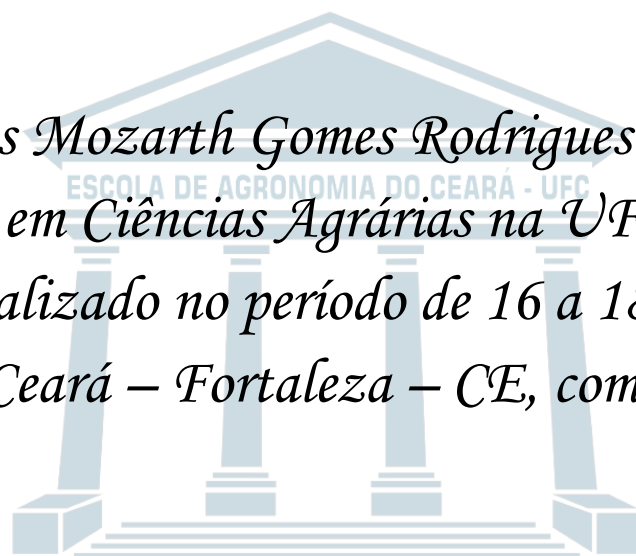 s Mozarth Gomes Rodrigues
ESCOLA DE AGRONOMIA DO CEARÁ - UFC
em Ciências Agrárias na UF
alizado no período de 16 a 18
Ceará – Fortaleza – CE, com